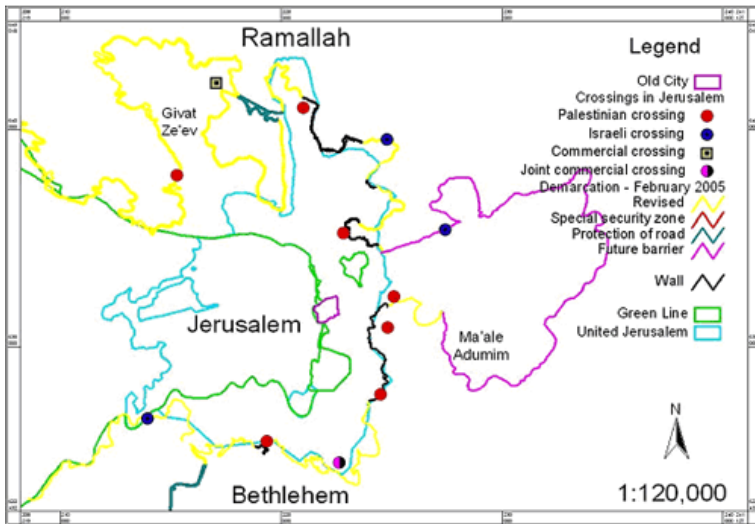 Ramallah
Givat
Ze'ev
Jerusalem
Ma'ale
Adumim
Bethlehem
Legend
Old City
Crossings in Jerusalem
Palestinian crossing
Israeli crossing
Commercial crossing
Joint commercial crossing
Demarcation - February 2005
Revised
Special security zone
Protection of road
Future barrier
Wall
Green Line
United Jerusalem
N
1:120,000